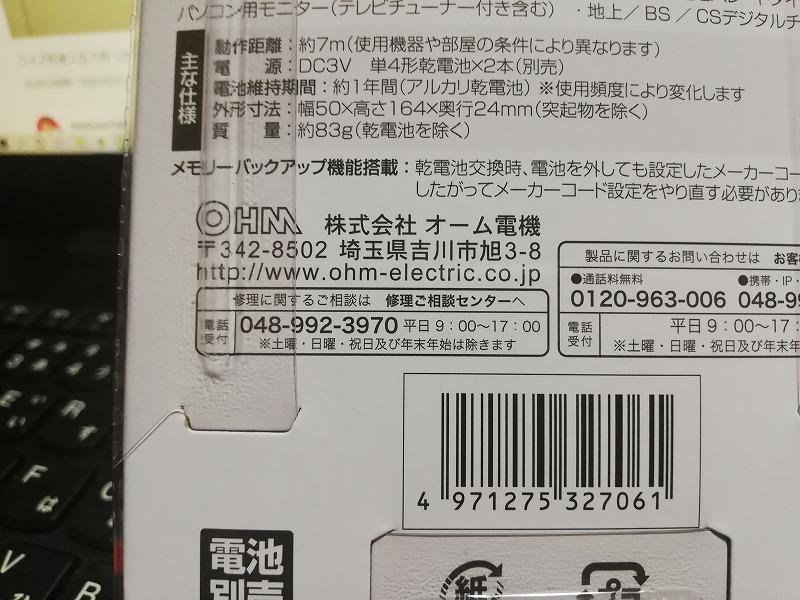 パソコン用モニター(テレビチューナー付き含む) ・地上/BS/CSデジタルチ
主な仕様
動作距離:約7m(使用機器や部屋の条件により異なります)
電 源:DC3V 単4形乾電池×2本(別売)
電池維持期間:約1年間(アルカリ乾電池) ※使用頻度により変化します
外形寸法:幅50×高さ164×奥行24mm(突起物を除く)
質 量:約83g(乾電池を除く)
メモリーバックアップ機能搭載:乾電池交換時、電池を外しても設定したメーカーコー
したがってメーカーコード設定をやり直す必要があり
OHM 株式会社 オーム電機
〒342-8502 埼玉県吉川市旭3-8
http://www.ohm-electric.co.jp
修理に関するご相談は 修理ご相談センターへ
電話受付 048-992-3970 平日9:00〜17:00
※土曜・日曜・祝日及び年末年始は除きます
製品に関するお問い合わせは お客
●通話料無料 ●携帯・IP・
0120-963-006 048-99
電話受付 平日9:00〜17:
※土曜・日曜・祝日及び年末年
4 971275 327061
電池
別売
紙
F は
R す
い
V
B